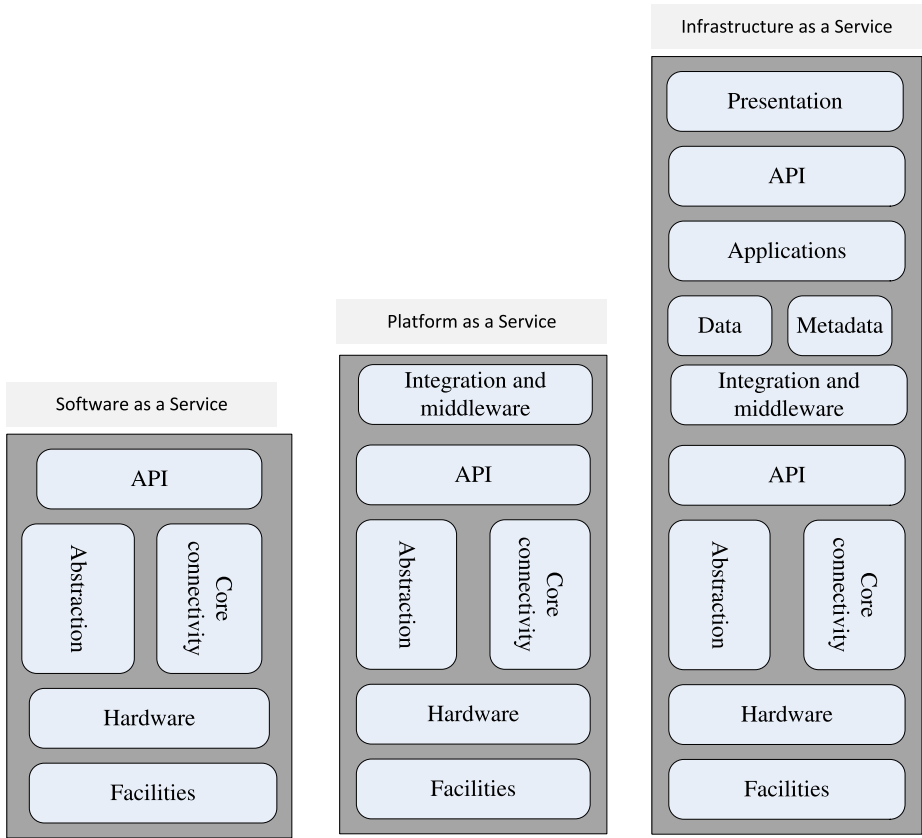 Software as a Service
API
Abstraction
Core
connectivity
Hardware
Facilities
Platform as a Service
Integration and
middleware
API
Abstraction
Core
connectivity
Hardware
Facilities
Infrastructure as a Service
Presentation
API
Applications
Data
Metadata
Integration and
middleware
API
Abstraction
Core
connectivity
Hardware
Facilities